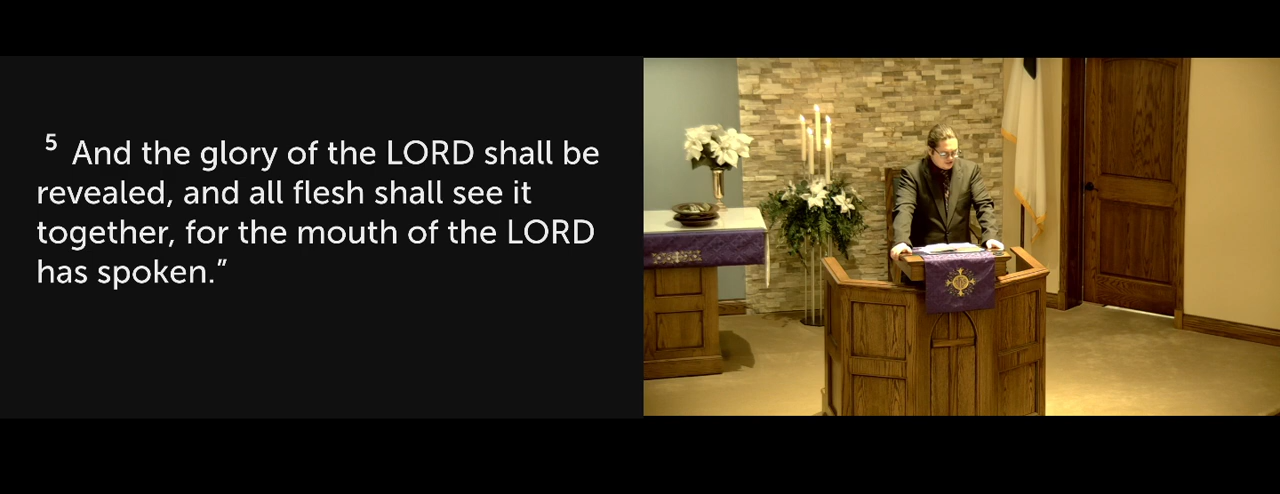 5 And the glory of the LORD shall be
revealed, and all flesh shall see it
together, for the mouth of the LORD
has spoken.”